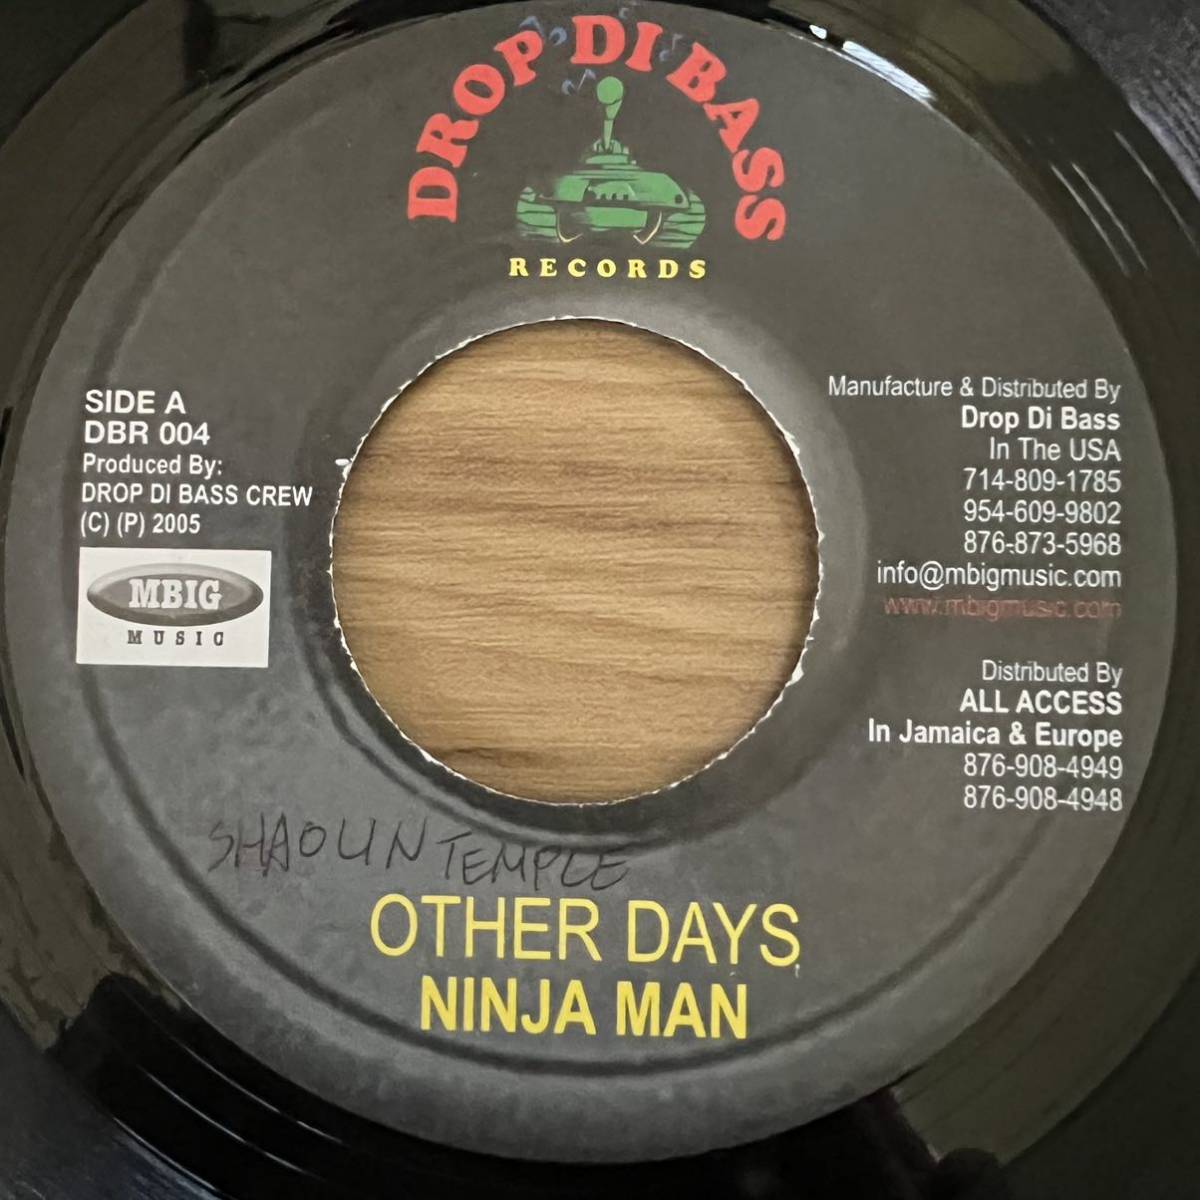 DROP DI BASS
RECORDS
SIDE A
DBR 004
Produced By:
DROP DI BASS CREW
(C) (P) 2005
MBIG
MUSIC
Manufacture & Distributed By
Drop Di Bass
In The USA
714-809-1785
954-609-9802
876-873-5968
info@mbigmusic.com
www.mbigmusic.com
Distributed By
ALL ACCESS
In Jamaica & Europe
876-908-4949
876-908-4948
SHAOLIN TEMPLE
OTHER DAYS
NINJA MAN